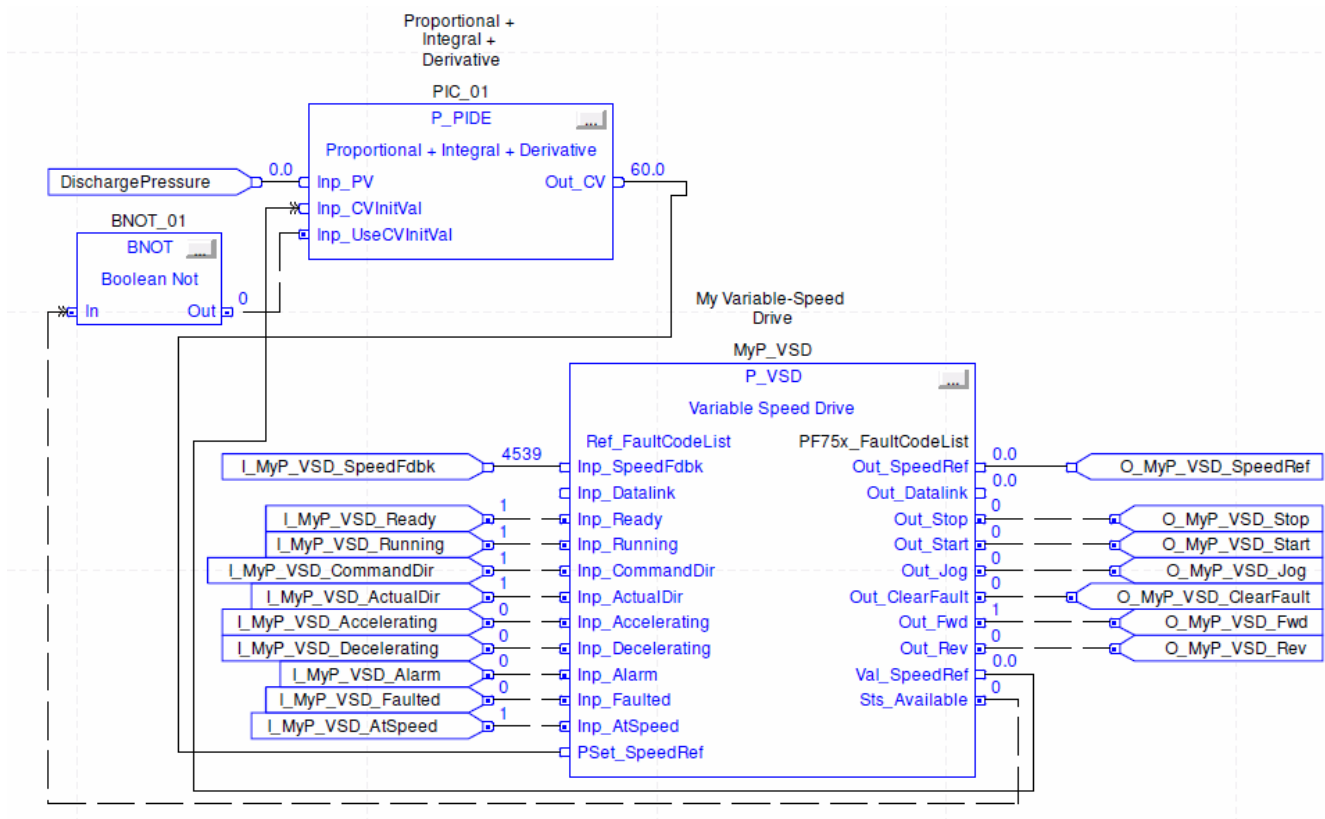 Proportional +
Integral +
Derivative
PIC_01
P_PIDE
...
Proportional + Integral + Derivative
DischargePressure
0.0
Inp_PV
Out_CV
60.0
Inp_CVInitVal
Inp_UseCVInitVal
BNOT_01
BNOT
...
Boolean Not
In
Out
0
My Variable-Speed
Drive
MyP_VSD
P_VSD
...
Variable Speed Drive
Ref_FaultCodeList
PF75x_FaultCodeList
I_MyP_VSD_SpeedFdbk
4539
Inp_SpeedFdbk
Out_SpeedRef
0.0
O_MyP_VSD_SpeedRef
Inp_Datalink
Out_Datalink
0.0
I_MyP_VSD_Ready
1
Inp_Ready
Out_Stop
0
O_MyP_VSD_Stop
I_MyP_VSD_Running
1
Inp_Running
Out_Start
0
O_MyP_VSD_Start
I_MyP_VSD_CommandDir
1
Inp_CommandDir
Out_Jog
0
O_MyP_VSD_Jog
I_MyP_VSD_ActualDir
1
Inp_ActualDir
Out_ClearFault
0
O_MyP_VSD_ClearFault
I_MyP_VSD_Accelerating
0
Inp_Accelerating
Out_Fwd
1
O_MyP_VSD_Fwd
I_MyP_VSD_Decelerating
0
Inp_Decelerating
Out_Rev
0
O_MyP_VSD_Rev
I_MyP_VSD_Alarm
0
Inp_Alarm
Val_SpeedRef
0.0
I_MyP_VSD_Faulted
0
Inp_Faulted
Sts_Available
0
I_MyP_VSD_AtSpeed
1
Inp_AtSpeed
PSet_SpeedRef